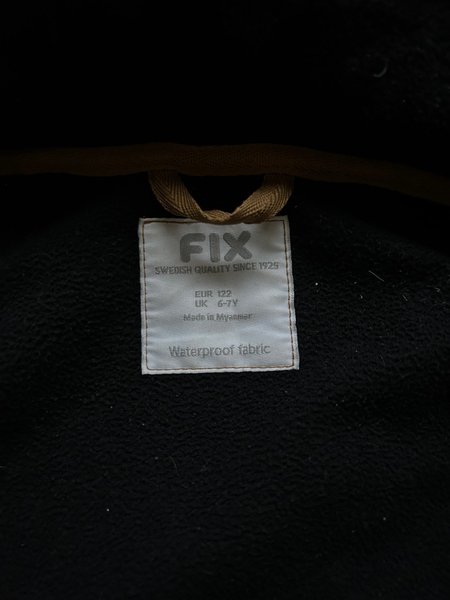 FIX
SWEDISH QUALITY SINCE 1925
EUR 122
UK 6-7Y
Made in Myanmar
Waterproof fabric